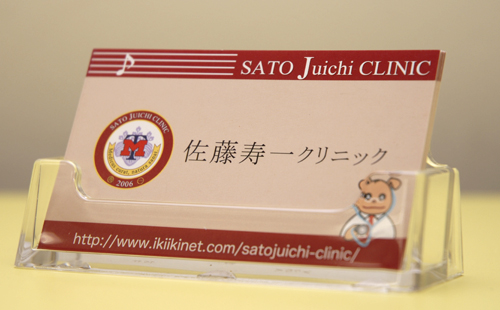 SATO Juichi CLINIC
SATO JUICHI CLINIC
2006
佐藤寿一クリニック
http://www.ikiikinet.com/satojuichi-clinic/